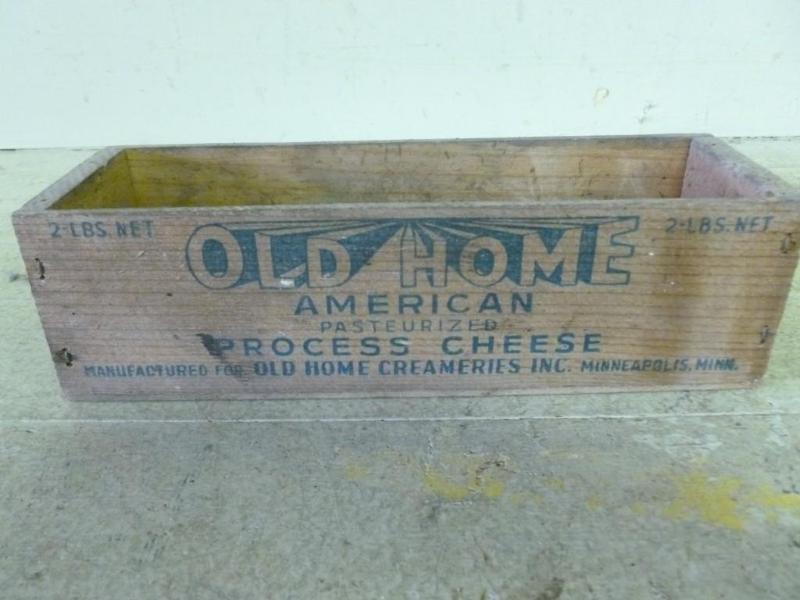 2-LBS. NET
OLD HOME
2-LBS. NET
AMERICAN
PASTEURIZED
PROCESS CHEESE
MANUFACTURED FOR OLD HOME CREAMERIES INC. MINNEAPOLIS, MINN.